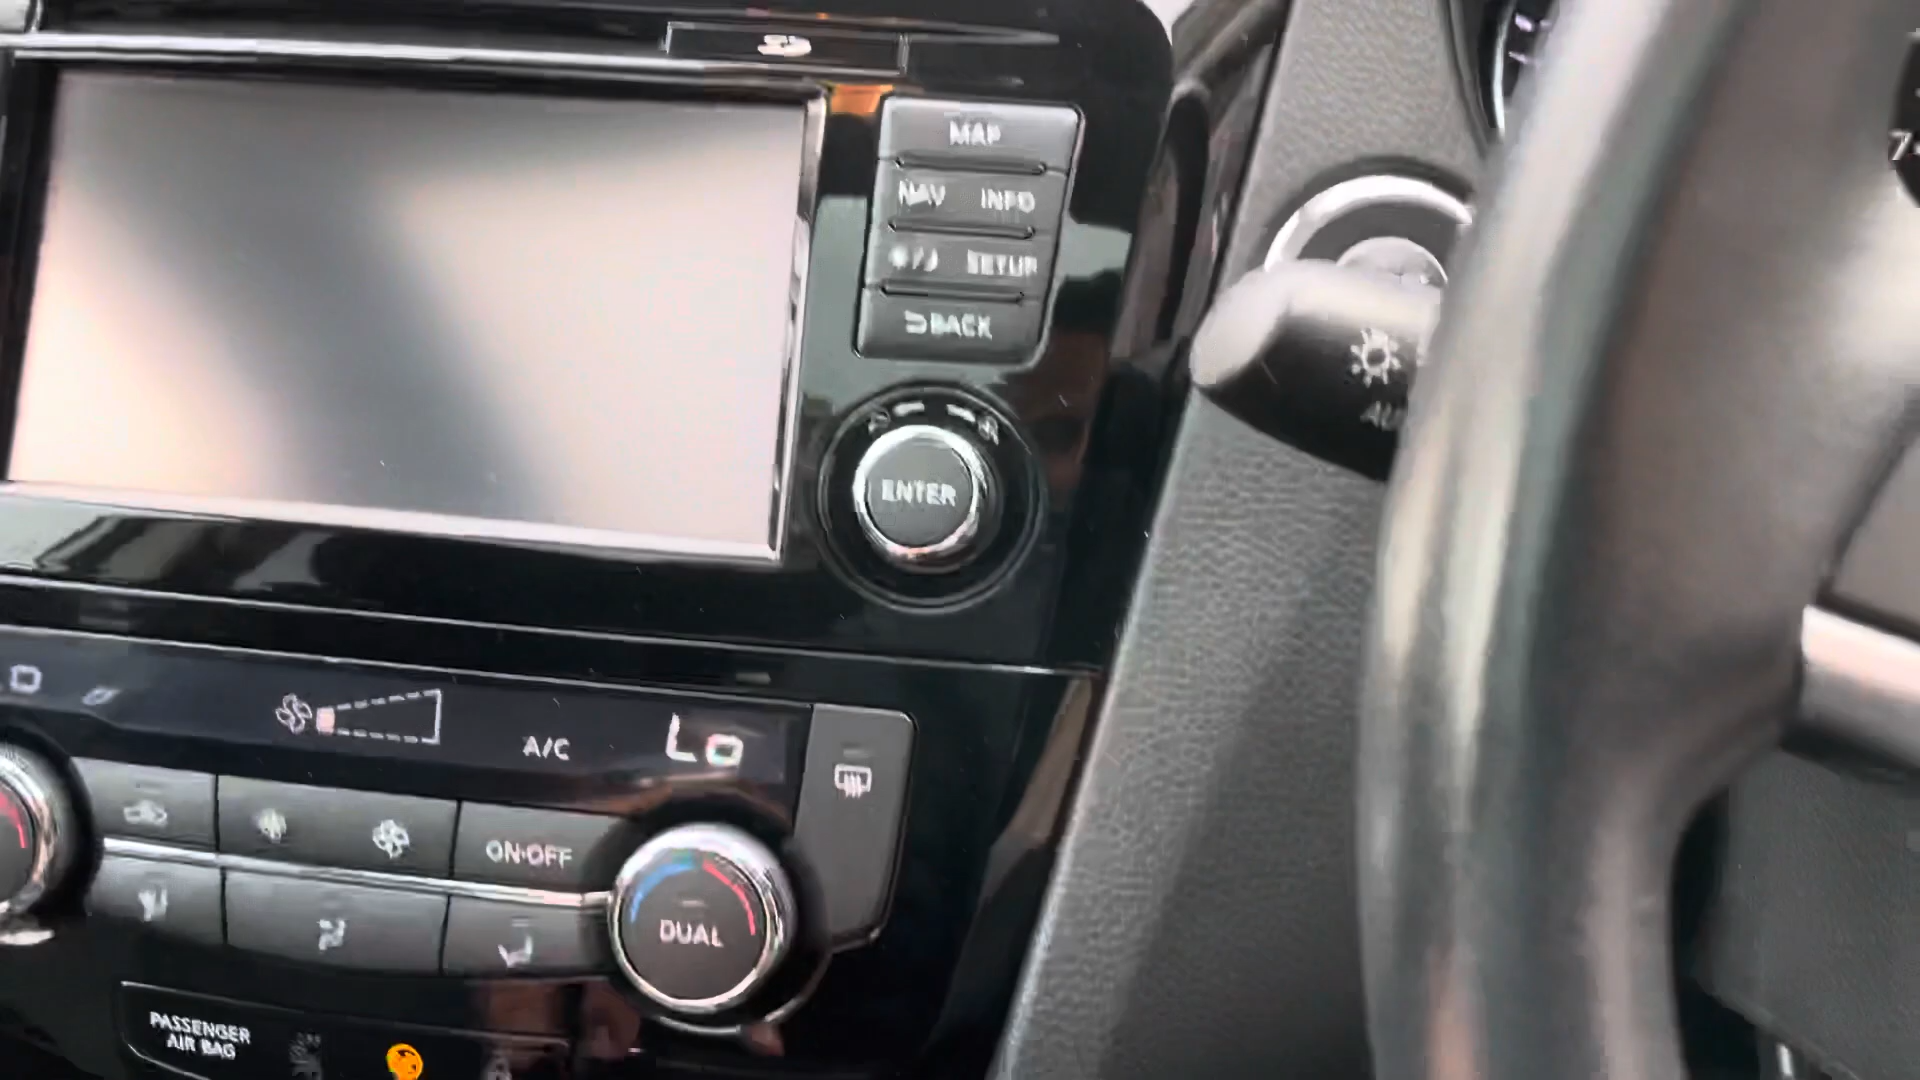 MAP
NAV INFO
SETUP
BACK
ENTER
A/C
Lo
ON·OFF
DUAL
PASSENGER
AIR BAG